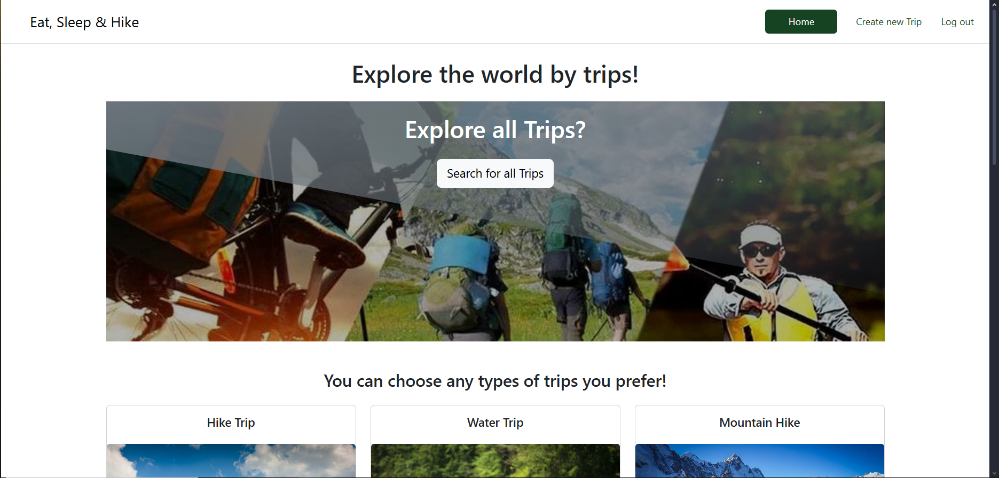 Eat, Sleep & Hike
Home
Create new Trip
Log out
Explore the world by trips!
Explore all Trips?
Search for all Trips
You can choose any types of trips you prefer!
Hike Trip
Water Trip
Mountain Hike